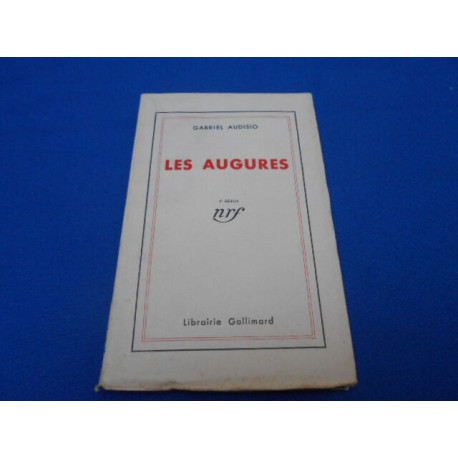 GABRIEL AUDISIO
LES AUGURES
nrf
Librairie Gallimard